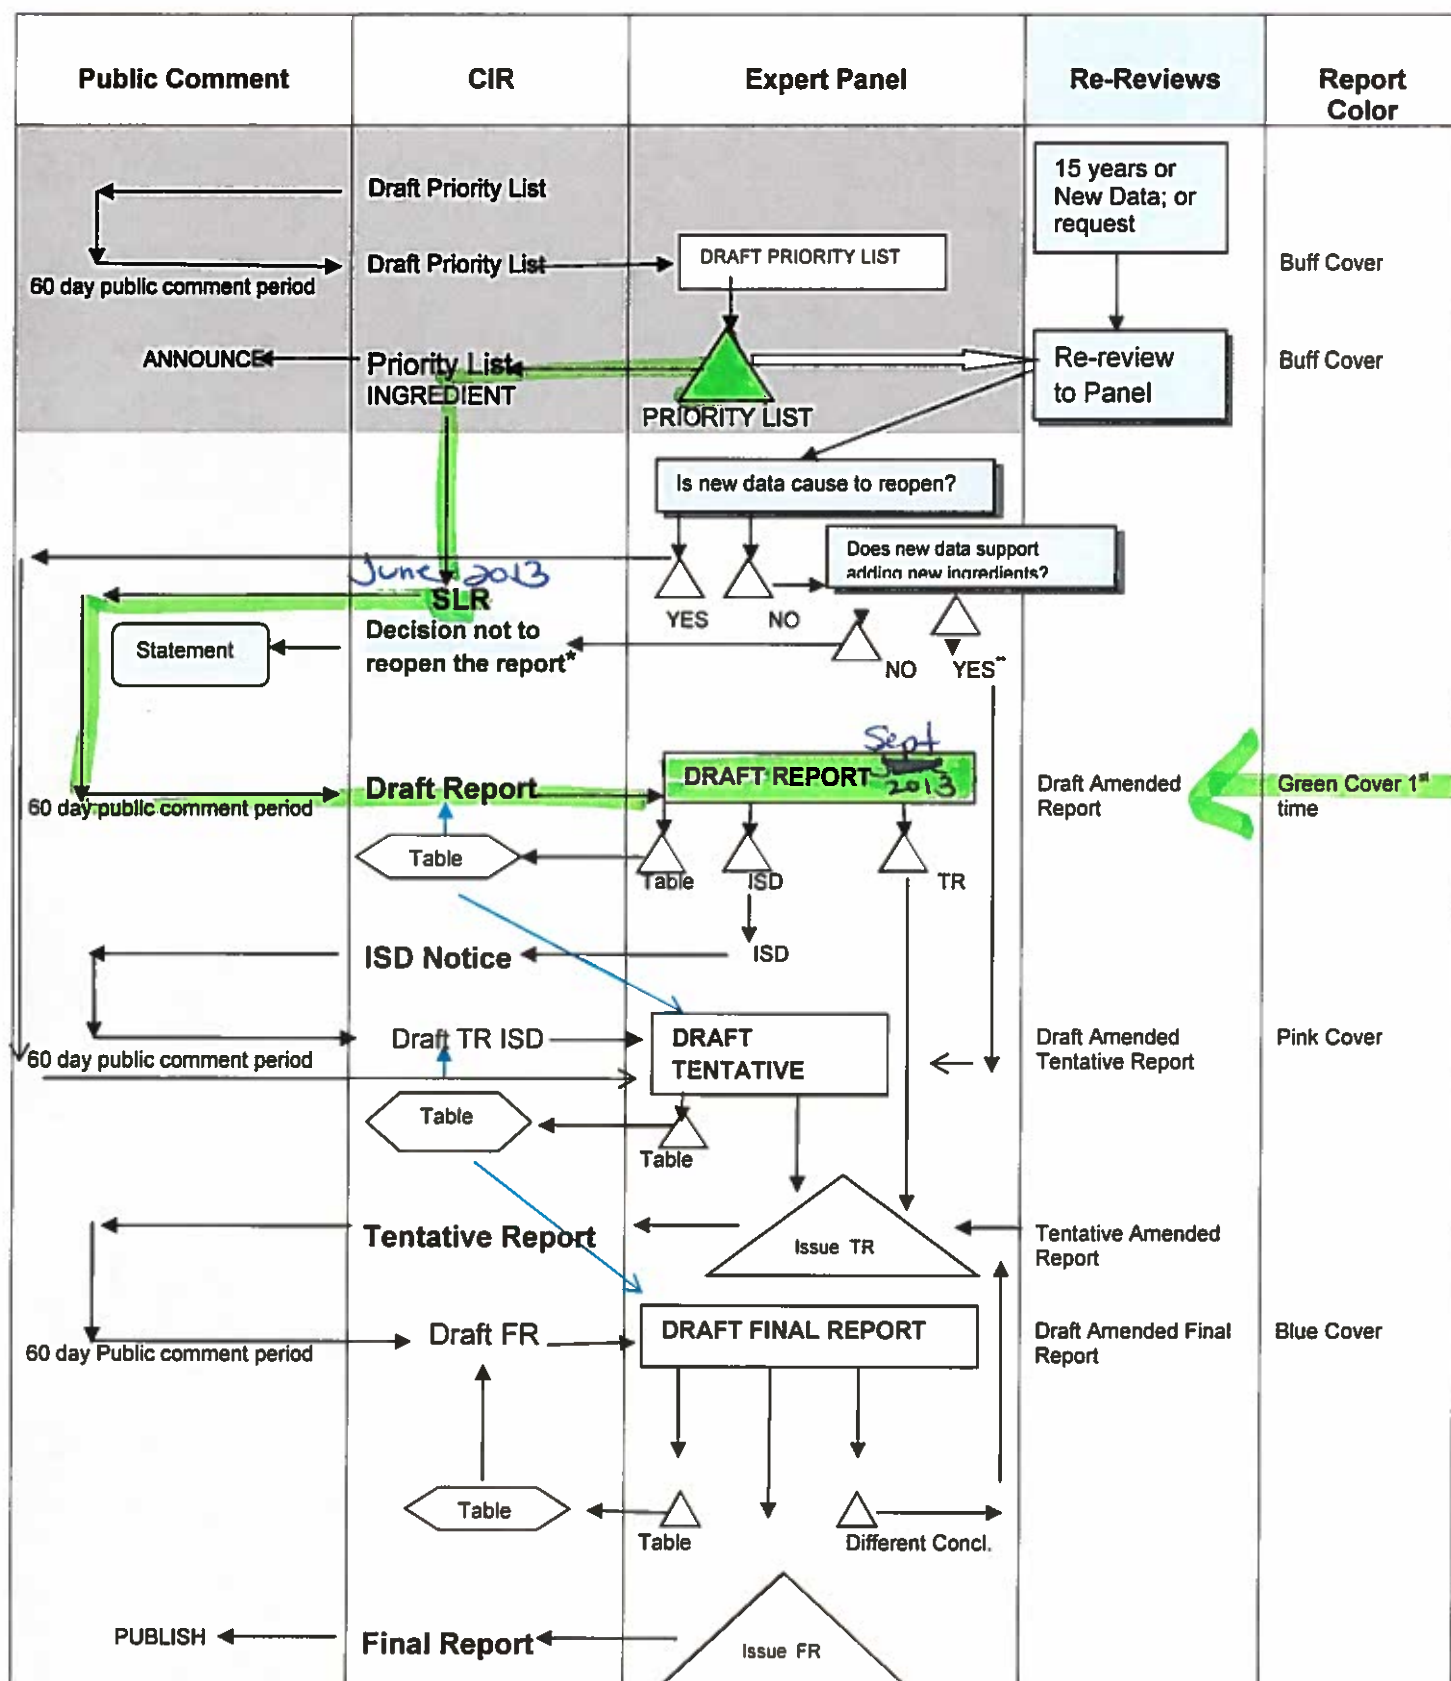 Public Comment
CIR
Expert Panel
Re-Reviews
Report
Color
Draft Priority List
15 years or
New Data; or
request
60 day public comment period
Draft Priority List
DRAFT PRIORITY LIST
Buff Cover
ANNOUNCE
Priority List
INGREDIENT
PRIORITY LIST
Re-review
to Panel
Buff Cover
Is new data cause to reopen?
Does new data support
adding new ingredients?
YES
NO
June 2013
SLR
Decision not to
reopen the report*
Statement
NO
YES**
60 day public comment period
Draft Report
DRAFT REPORT
Sept
2013
Draft Amended
Report
Green Cover 1st
time
Table
Table
ISD
TR
ISD Notice
ISD
60 day public comment period
Draft TR ISD
DRAFT
TENTATIVE
Draft Amended
Tentative Report
Pink Cover
Table
Table
Tentative Report
Issue TR
Tentative Amended
Report
60 day Public comment period
Draft FR
DRAFT FINAL REPORT
Draft Amended Final
Report
Blue Cover
Table
Table
Different Concl.
PUBLISH
Final Report
Issue FR